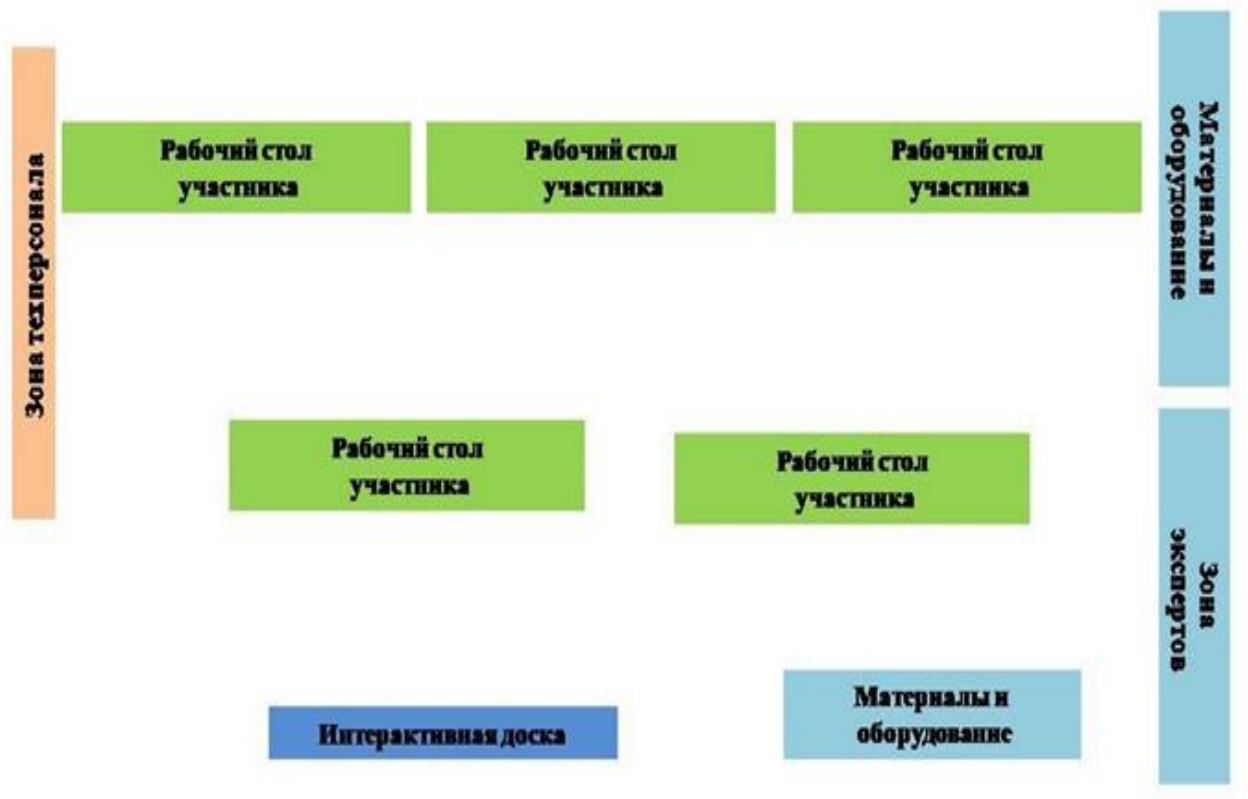 Зона техперсонала
Рабочий стол
участника
Рабочий стол
участника
Рабочий стол
участника
Материалы и
оборудование
Рабочий стол
участника
Рабочий стол
участника
Зона
экспертов
Интерактивная доска
Материалы и
оборудование